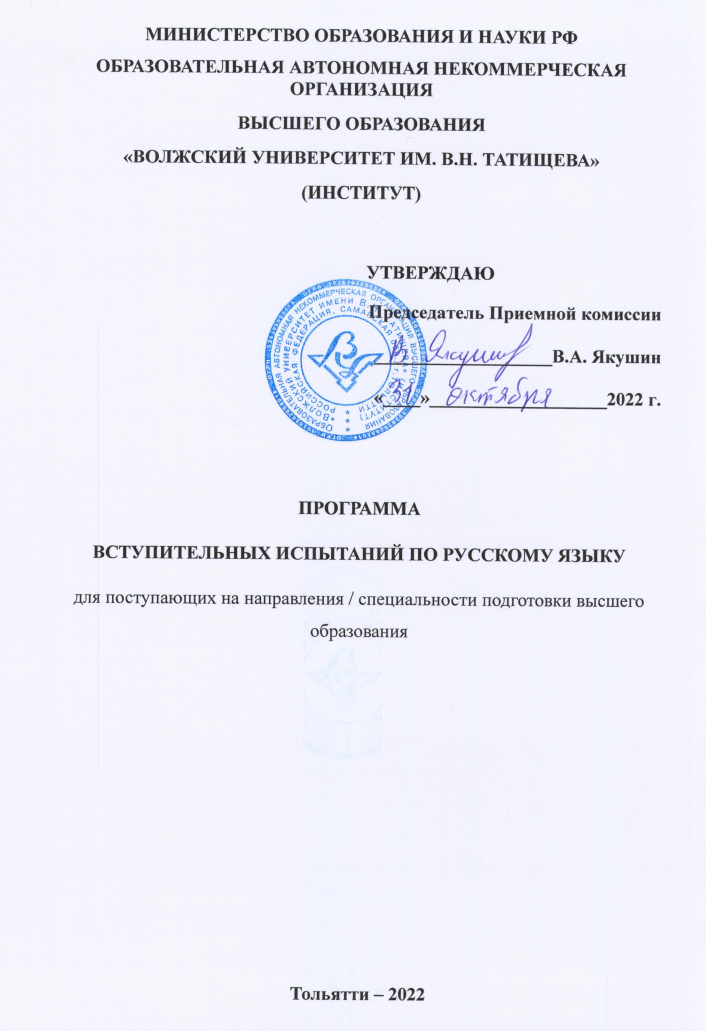 МИНИСТЕРСТВО ОБРАЗОВАНИЯ И НАУКИ РФ
ОБРАЗОВАТЕЛЬНАЯ АВТОНОМНАЯ НЕКОММЕРЧЕСКАЯ
ОРГАНИЗАЦИЯ
ВЫСШЕГО ОБРАЗОВАНИЯ
«ВОЛЖСКИЙ УНИВЕРСИТЕТ ИМ. В.Н. ТАТИЩЕВА»
(ИНСТИТУТ)
УТВЕРЖДАЮ
Председатель Приемной комиссии
Якушин В.А. Якушин
«31» октября 2022 г.
ПРОГРАММА
ВСТУПИТЕЛЬНЫХ ИСПЫТАНИЙ ПО РУССКОМУ ЯЗЫКУ
для поступающих на направления / специальности подготовки высшего
образования
Тольятти – 2022